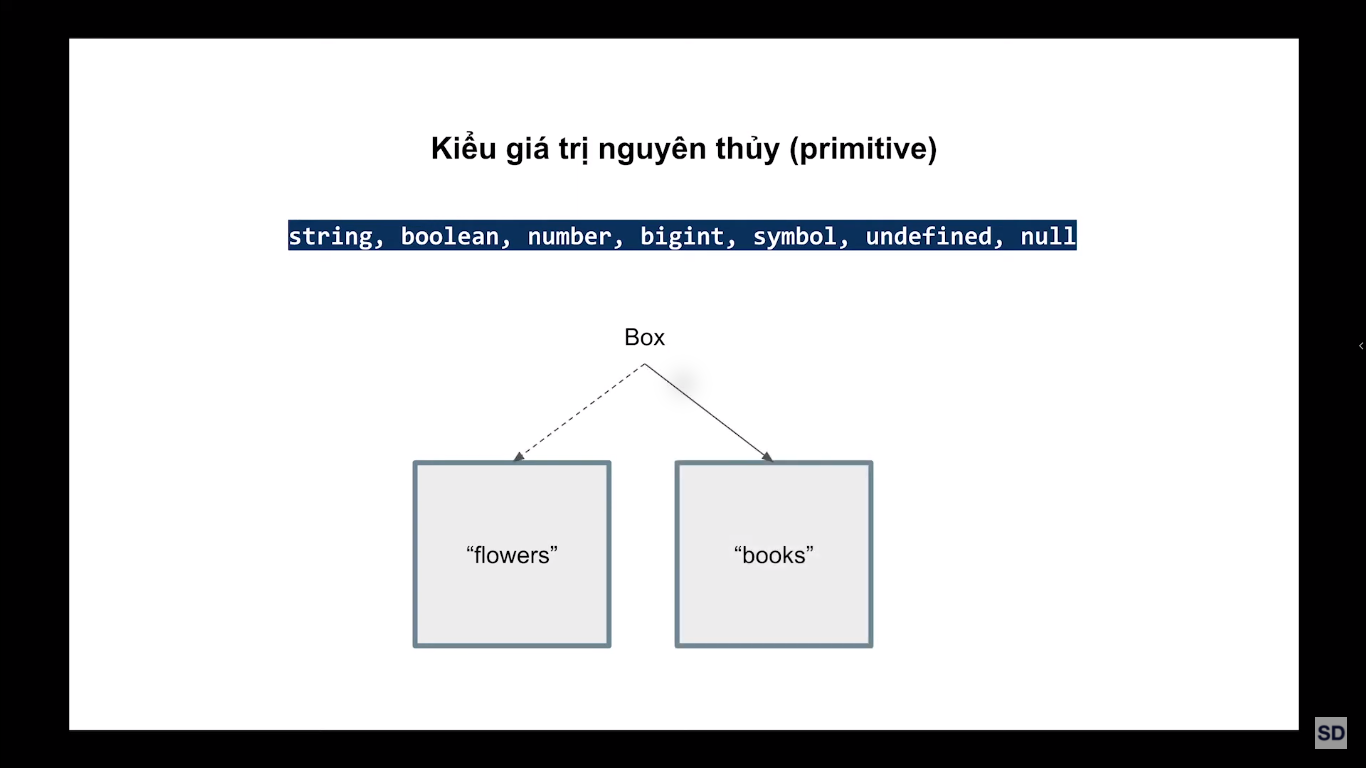 Kiểu giá trị nguyên thủy (primitive)
string, boolean, number, bigint, symbol, undefined, null
Box
“flowers”
“books”
SD